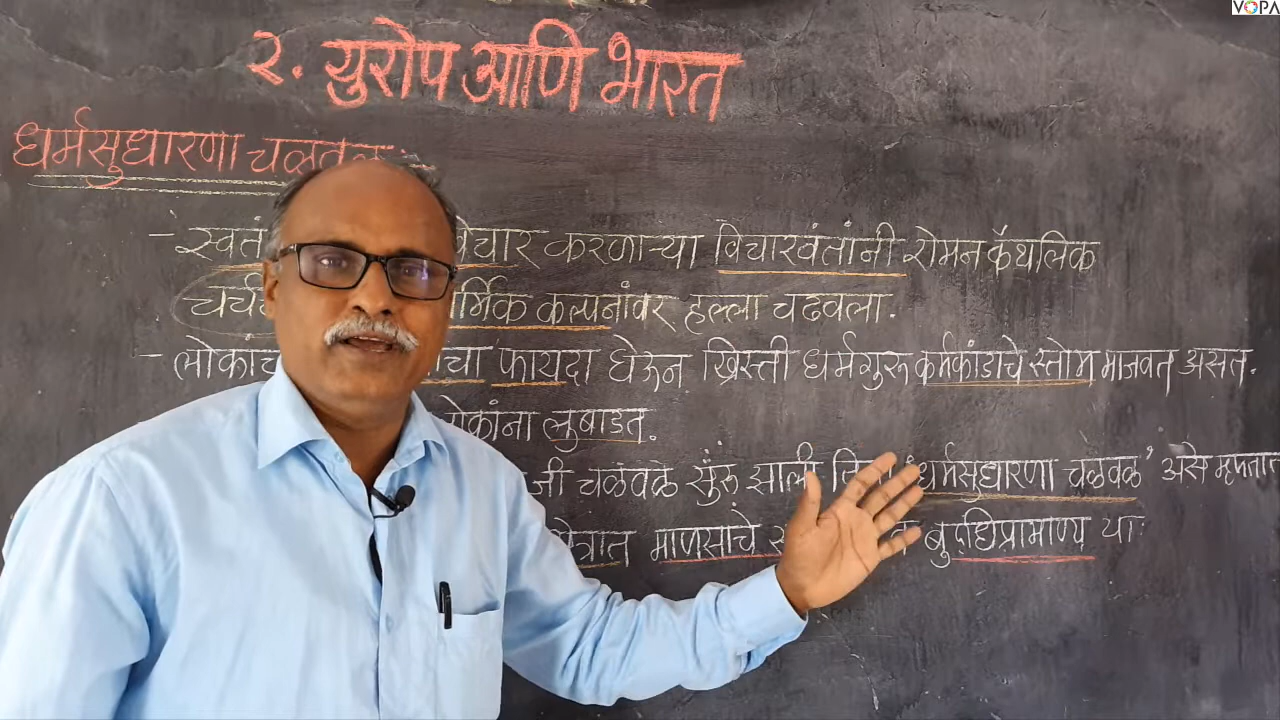 VOPA
२. युरोप आणि भारत
धर्मसुधारणा चळवळ :-
- स्वतं विचार करणाऱ्या विचारवंतांनी रोमन कॅथलिक
चर्च र्मिक कल्पनांवर हल्ला चढवला.
- लोकांच चा फायदा घेऊन ख्रिस्ती धर्मगुरू कर्मकांडाचे स्तोम माजवत असत.
लोकांना लुबाडत.
जी चळवळ सुरू झाली 'धर्मसुधारणा चळवळ' असे म्हणतात
माणसाचे बुद्धिप्रामाण्य या